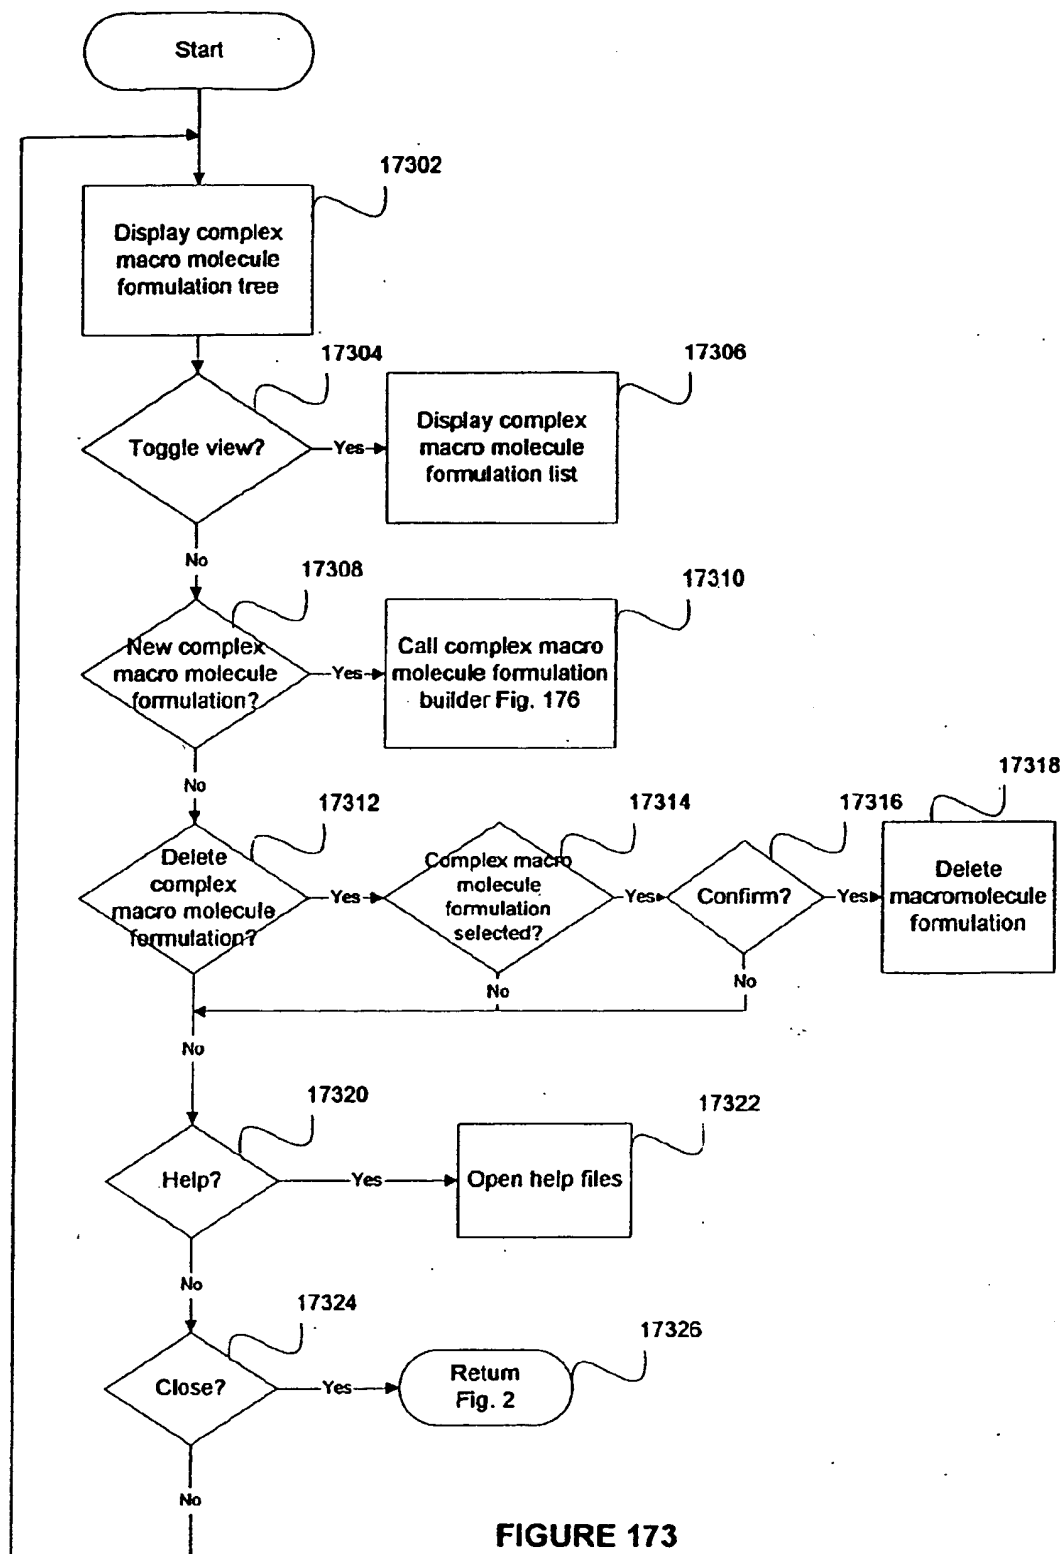 Start
17302
Display complex
macro molecule
formulation tree
17304
Toggle view?
Yes
17306
Display complex
macro molecule
formulation list
No
17308
New complex
macro molecule
formulation?
Yes
17310
Call complex macro
molecule formulation
builder Fig. 176
No
17312
Delete
complex
macro molecule
formulation?
Yes
17314
Complex macro
molecule
formulation
selected?
Yes
17316
Confirm?
Yes
17318
Delete
macromolecule
formulation
No
No
No
17320
Help?
Yes
17322
Open help files
No
17324
Close?
Yes
17326
Return
Fig. 2
No
FIGURE 173